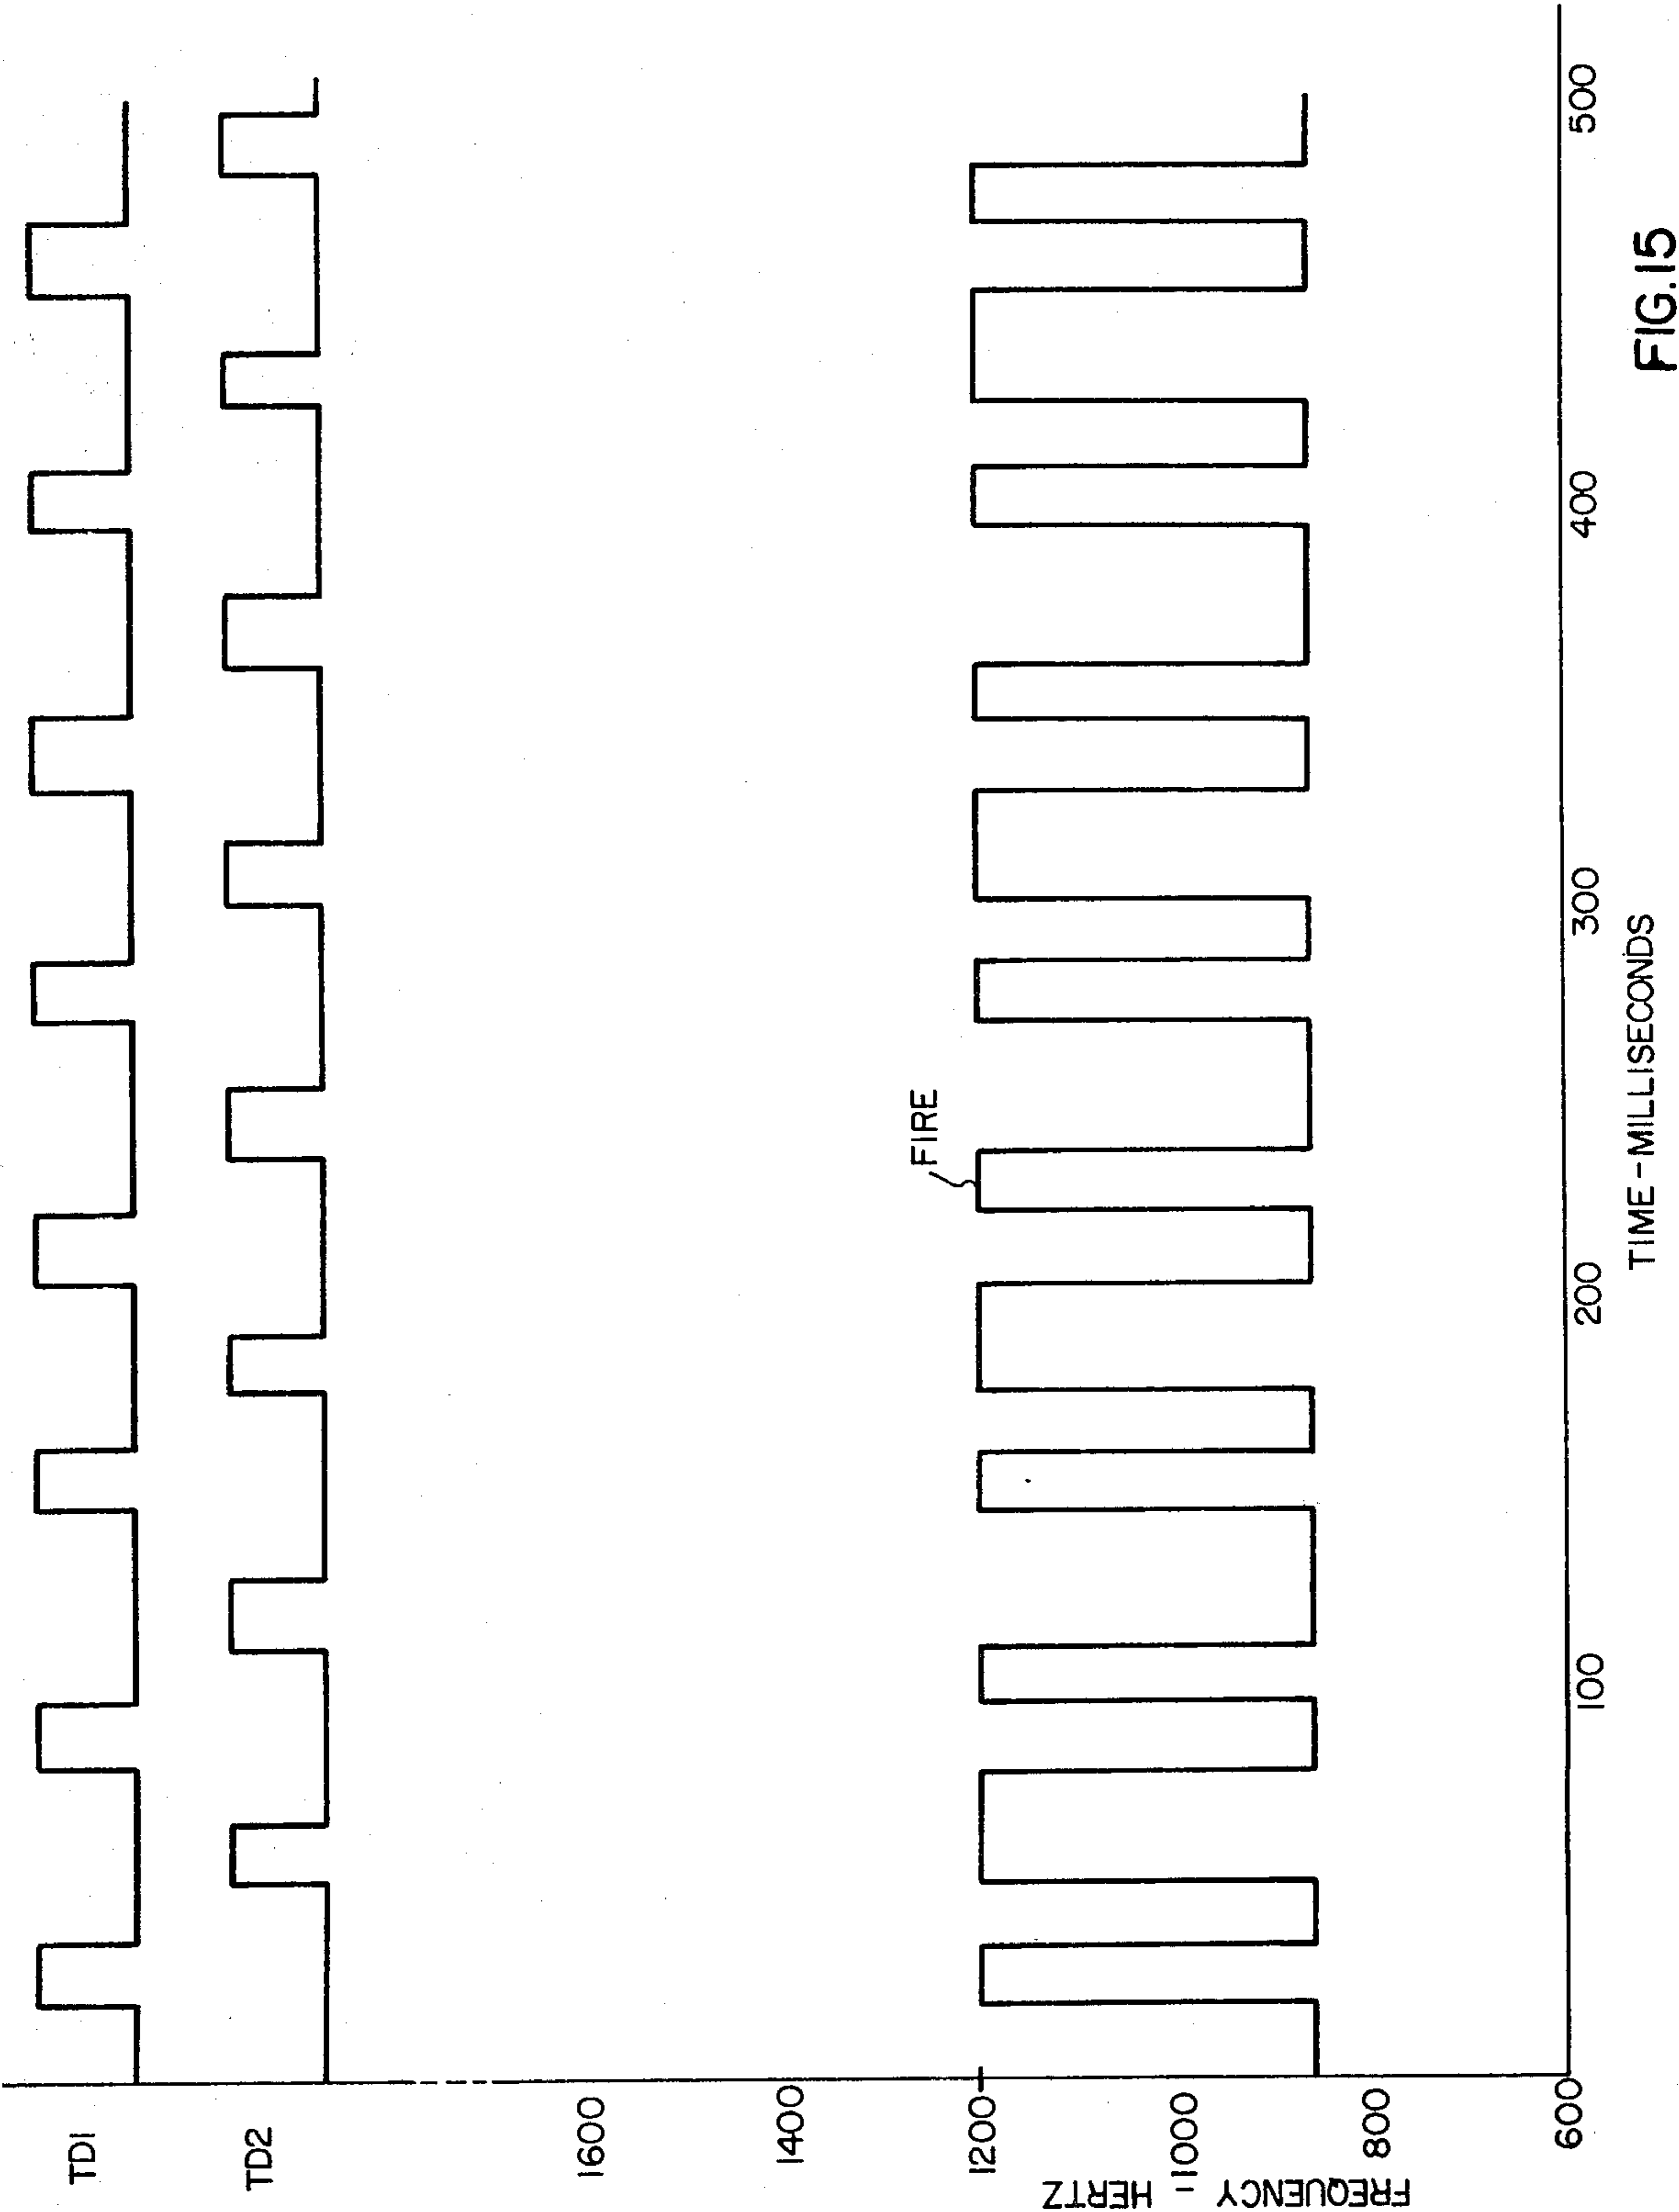 TD1
TD2
1600
1400
1200
1000
800
600
FREQUENCY - HERTZ
FIRE
100
200
300
400
500
TIME-MILLISECONDS
FIG.15